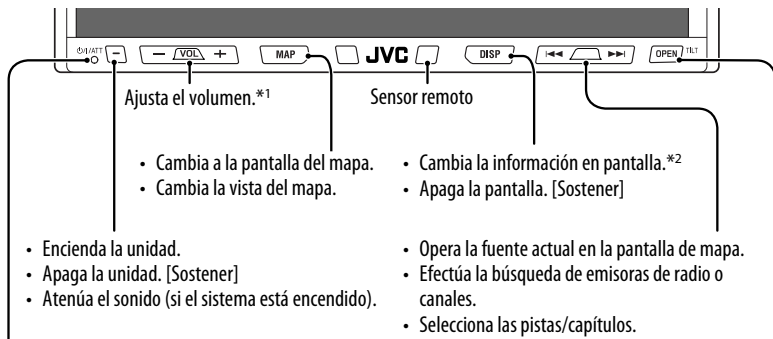 ⏻/I/ATT
− VOL +
MAP
JVC
DISP
OPEN
TILT
Ajusta el volumen.*1
Sensor remoto
• Cambia a la pantalla del mapa.
• Cambia la vista del mapa.
• Cambia la información en pantalla.*2
• Apaga la pantalla. [Sostener]
• Encienda la unidad.
• Apaga la unidad. [Sostener]
• Atenúa el sonido (si el sistema está encendido).
• Opera la fuente actual en la pantalla de mapa.
• Efectúa la búsqueda de emisoras de radio o
canales.
• Selecciona las pistas/capítulos.